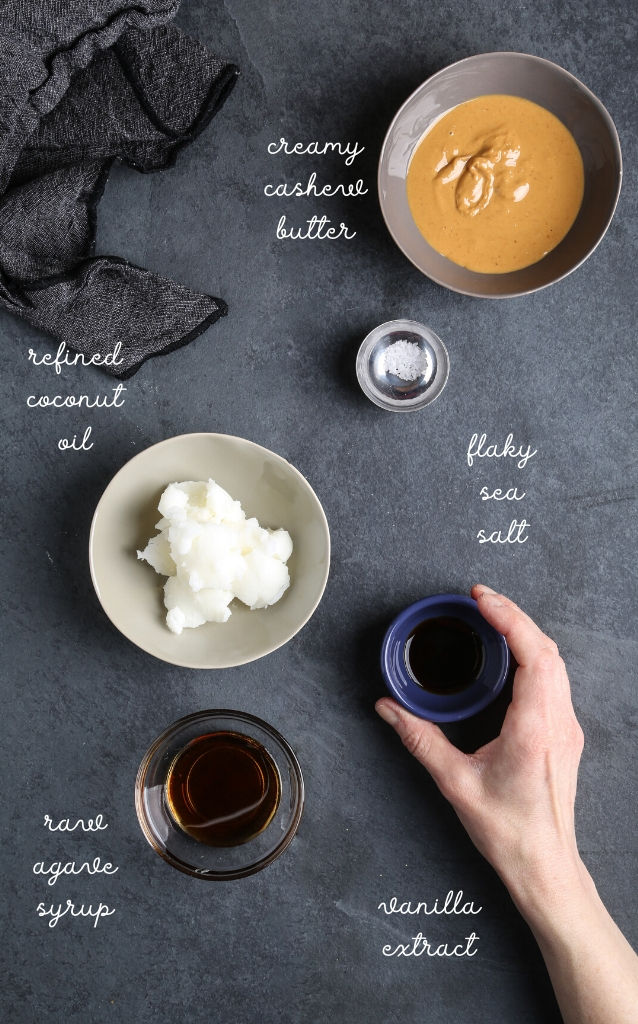 creamy
cashew
butter
refined
coconut
oil
flaky
sea
salt
raw
agave
syrup
vanilla
extract